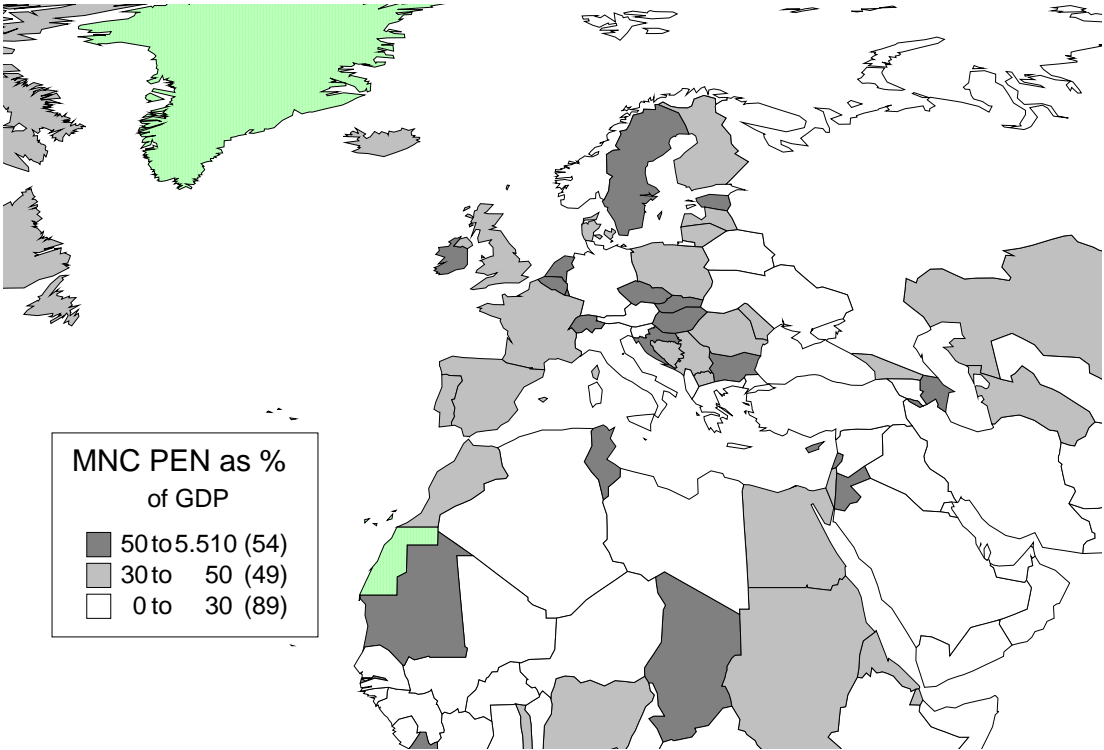 MNC PEN as %
of GDP
50 to 5.510 (54)
30 to 50 (49)
0 to 30 (89)